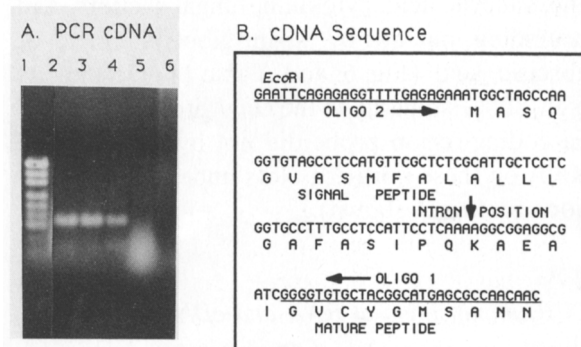 A. PCR cDNA
1 2 3 4 5 6
B. cDNA Sequence
EcoRI
GAATTCAGAGAGGTTTTGAGAGAAATGGCTAGCCAA
OLIGO 2 M A S Q
GGTGTAGCCTCCATGTTCGCTCTCGCATTGCTCCTC
G V A S M F A L A L L L
SIGNAL PEPTIDE
INTRON POSITION
GGTGCCTTTGCCTCCATTCCTCAAAAGGCGGAGGCG
G A F A S I P Q K A E A
OLIGO 1
ATCGGGGTGTGCTACGGCATGAGCGCCAACAAC
I G V C Y G M S A N N
MATURE PEPTIDE